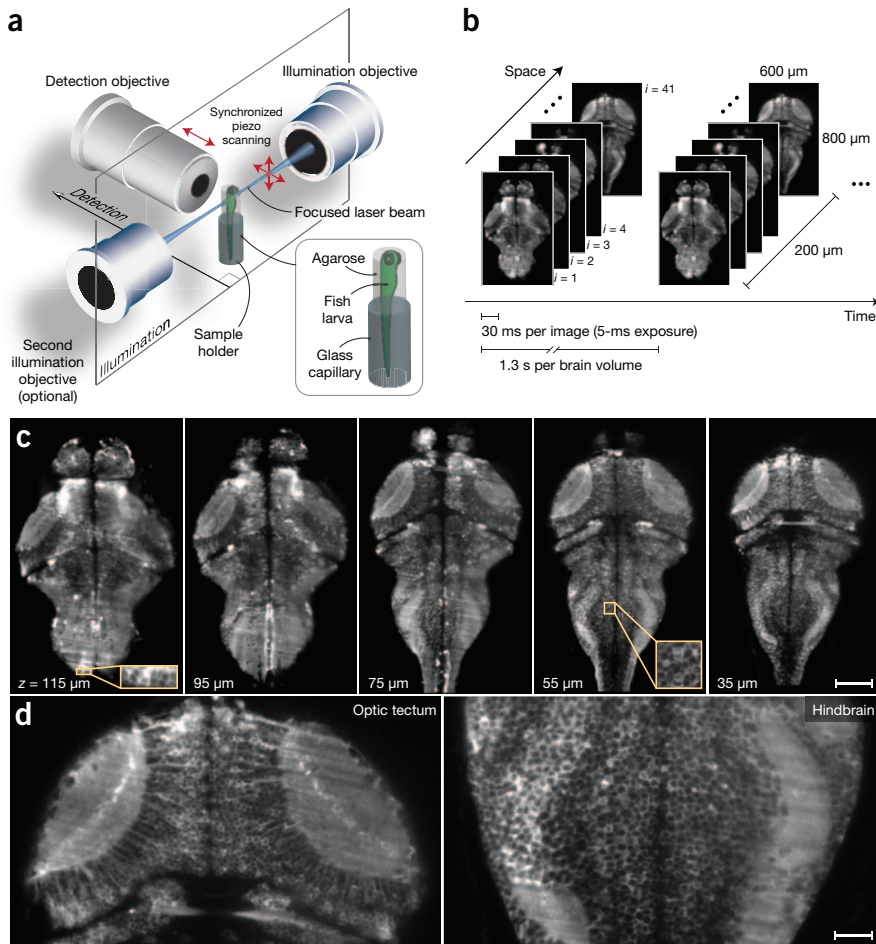 a
Detection objective
Illumination objective
Synchronized
piezo
scanning
Detection
Focused laser beam
Illumination
Second
illumination
objective
(optional)
Sample
holder
Agarose
Fish
larva
Glass
capillary
b
Space
i = 41
600 µm
800 µm
200 µm
i = 4
i = 3
i = 2
i = 1
Time
30 ms per image (5-ms exposure)
1.3 s per brain volume
c
z = 115 µm
95 µm
75 µm
55 µm
35 µm
d
Optic tectum
Hindbrain